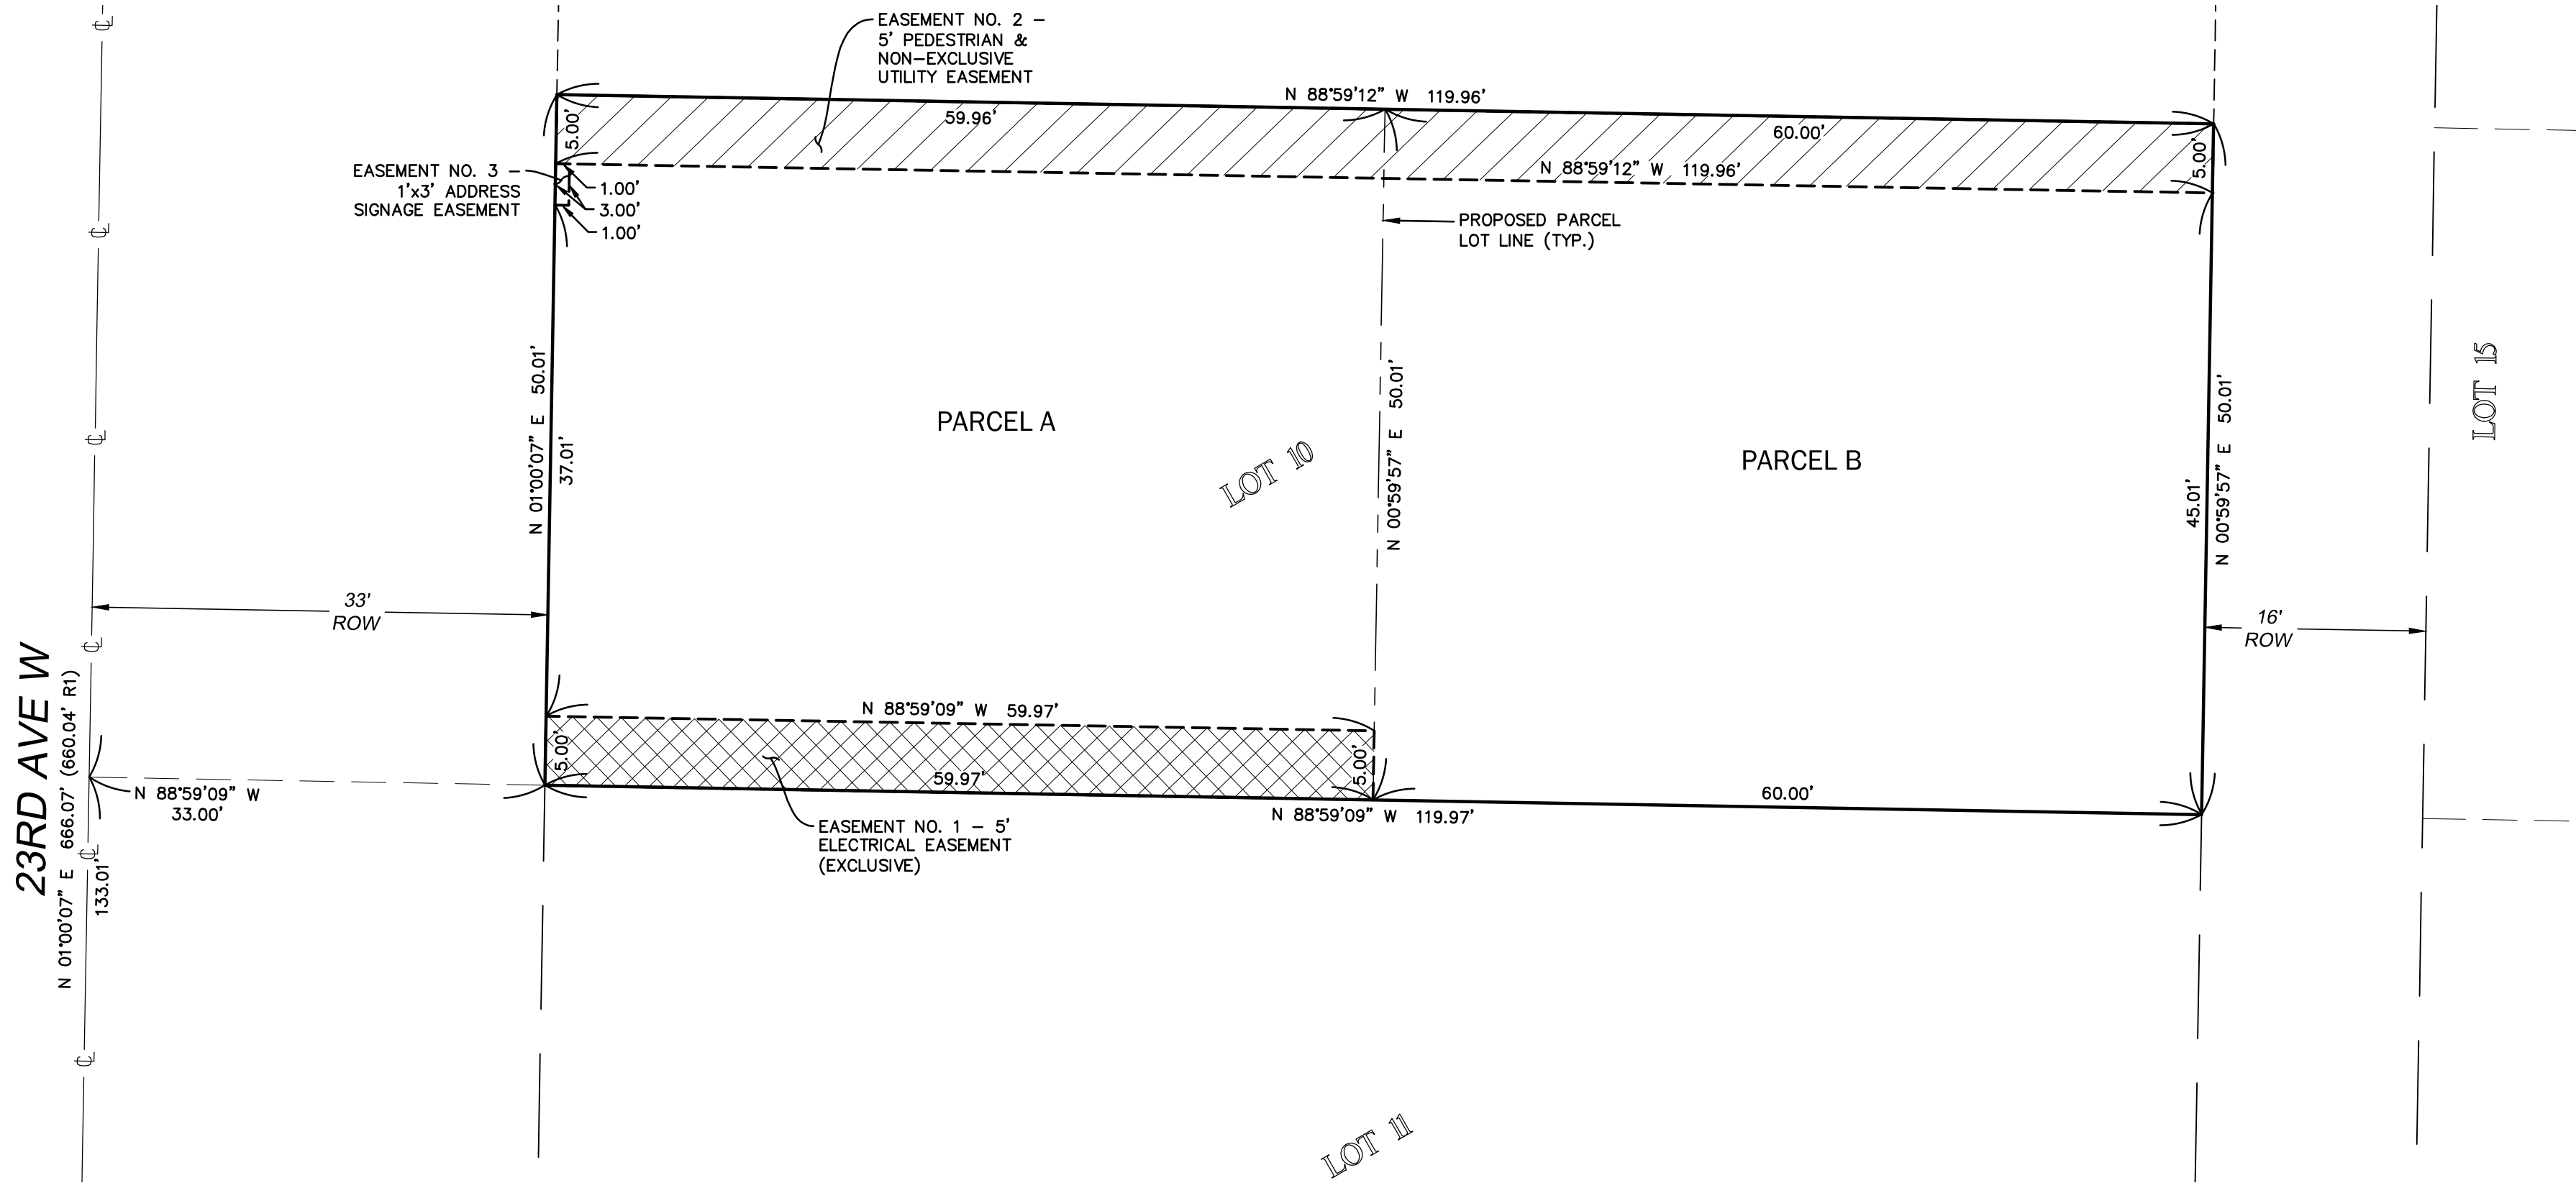 EASEMENT NO. 2 –
5' PEDESTRIAN &
NON–EXCLUSIVE
UTILITY EASEMENT
N 88°59'12" W 119.96'
59.96'
60.00'
5.00'
5.00'
N 88°59'12" W 119.96'
EASEMENT NO. 3 –
1'x3' ADDRESS
SIGNAGE EASEMENT
1.00'
3.00'
1.00'
PROPOSED PARCEL
LOT LINE (TYP.)
N 01°00'07" E 50.01'
37.01'
PARCEL A
LOT 10
N 00°59'57" E 50.01'
PARCEL B
45.01'
N 00°59'57" E 50.01'
LOT 15
33'
ROW
16'
ROW
23RD AVE W
N 01°00'07" E 666.07' (660.04' R1)
133.01'
N 88°59'09" W
33.00'
N 88°59'09" W 59.97'
5.00'
59.97'
5.00'
60.00'
N 88°59'09" W 119.97'
EASEMENT NO. 1 – 5'
ELECTRICAL EASEMENT
(EXCLUSIVE)
LOT 11